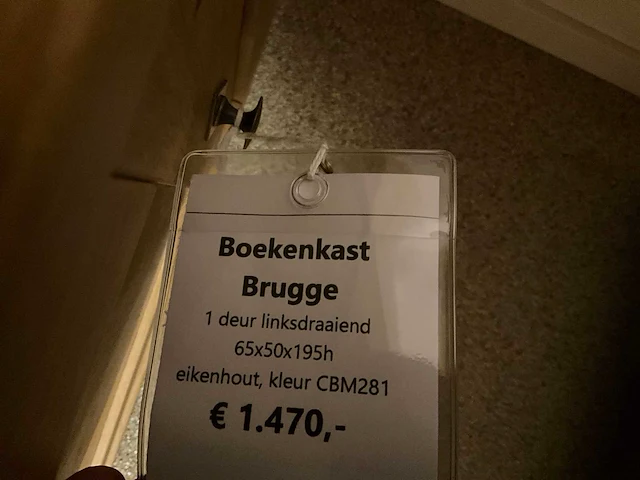 Boekenkast
Brugge
1 deur linksdraaiend
65x50x195h
eikenhout, kleur CBM281
€ 1.470,-